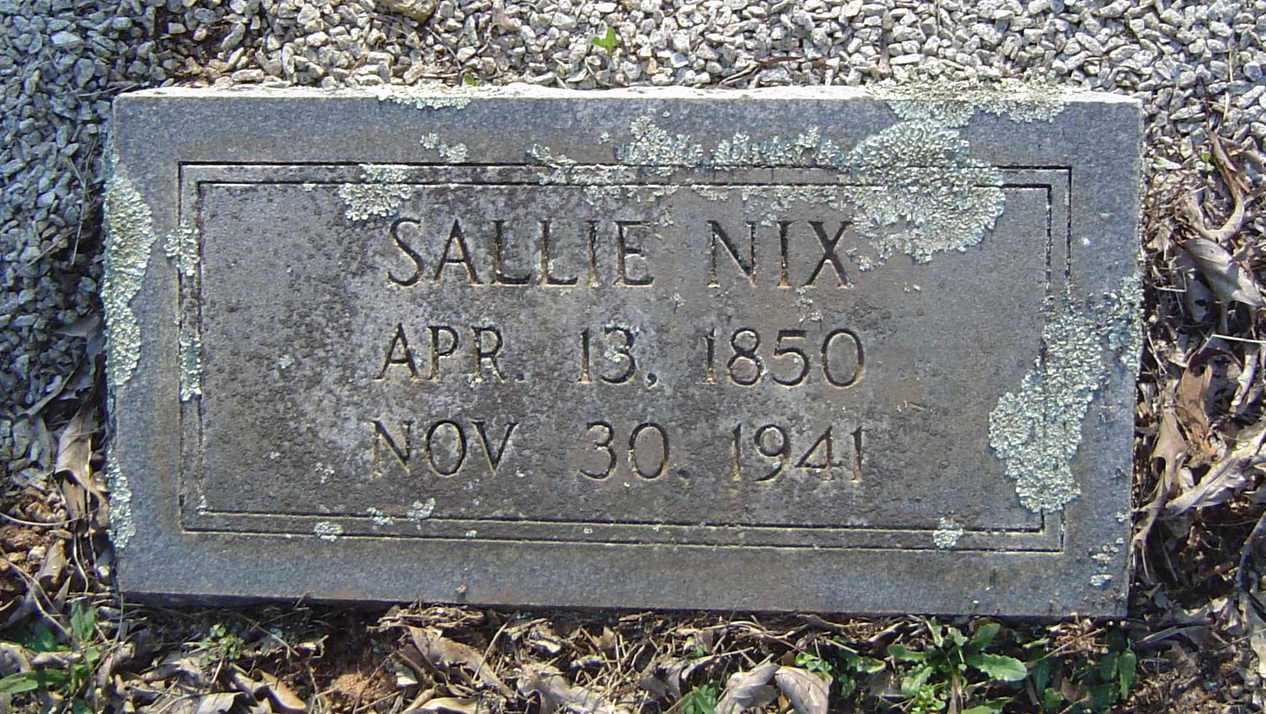 SALLIE NIX
APR. 13, 1850
NOV 30, 1941